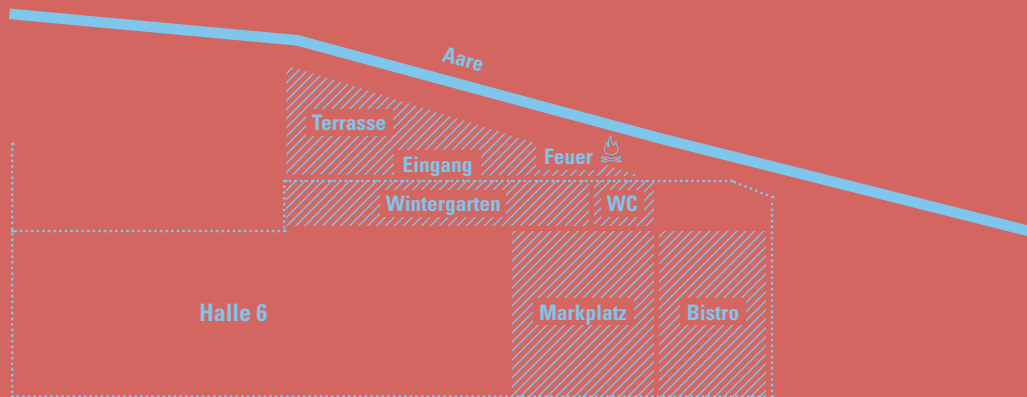 Aare
Terrasse
Feuer
Eingang
Wintergarten
WC
Halle 6
Markplatz
Bistro